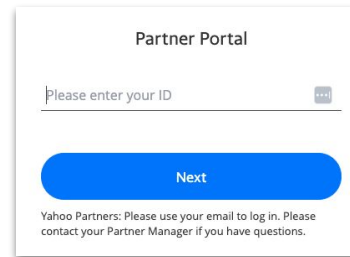 Partner Portal
Please enter your ID
Next
Yahoo Partners: Please use your email to log in. Please
contact your Partner Manager if you have questions.